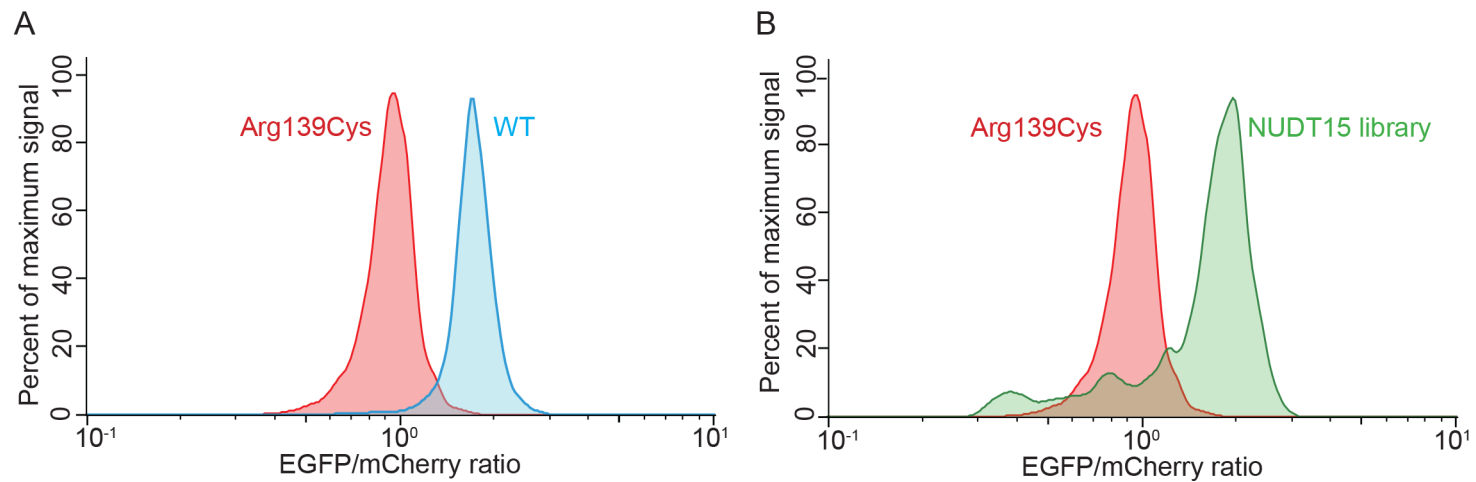 A
Percent of maximum signal
100
80
60
40
20
0
Arg139Cys
WT
10-1
100
101
EGFP/mCherry ratio
B
Percent of maximum signal
100
80
60
40
20
0
Arg139Cys
NUDT15 library
10-1
100
101
EGFP/mCherry ratio